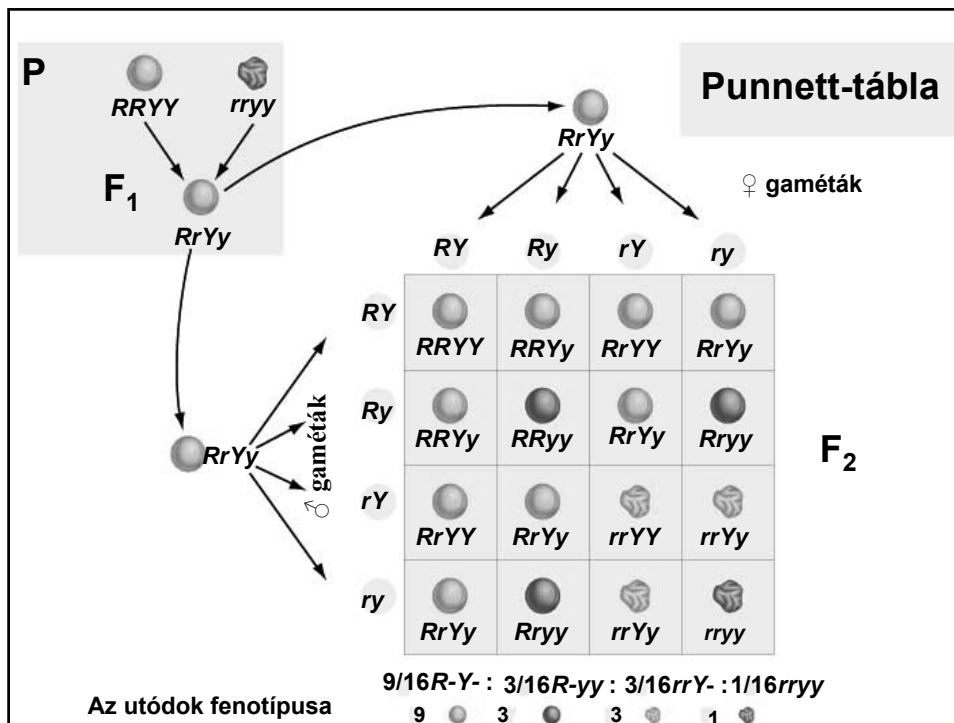 P
RRYY rryy
F1
RrYy
Punnett-tábla
RrYy
♀ gaméták
RY Ry rY ry
RY
RRYY RRYy RrYY RrYy
Ry
RRYy RRyy RrYy Rryy
RrYy
♂ gaméták
F2
rY
RrYY RrYy rrYY rrYy
ry
RrYy Rryy rrYy rryy
9/16R-Y- : 3/16R-yy : 3/16rrY- : 1/16rryy
Az utódok fenotípusa
9 3 3 1